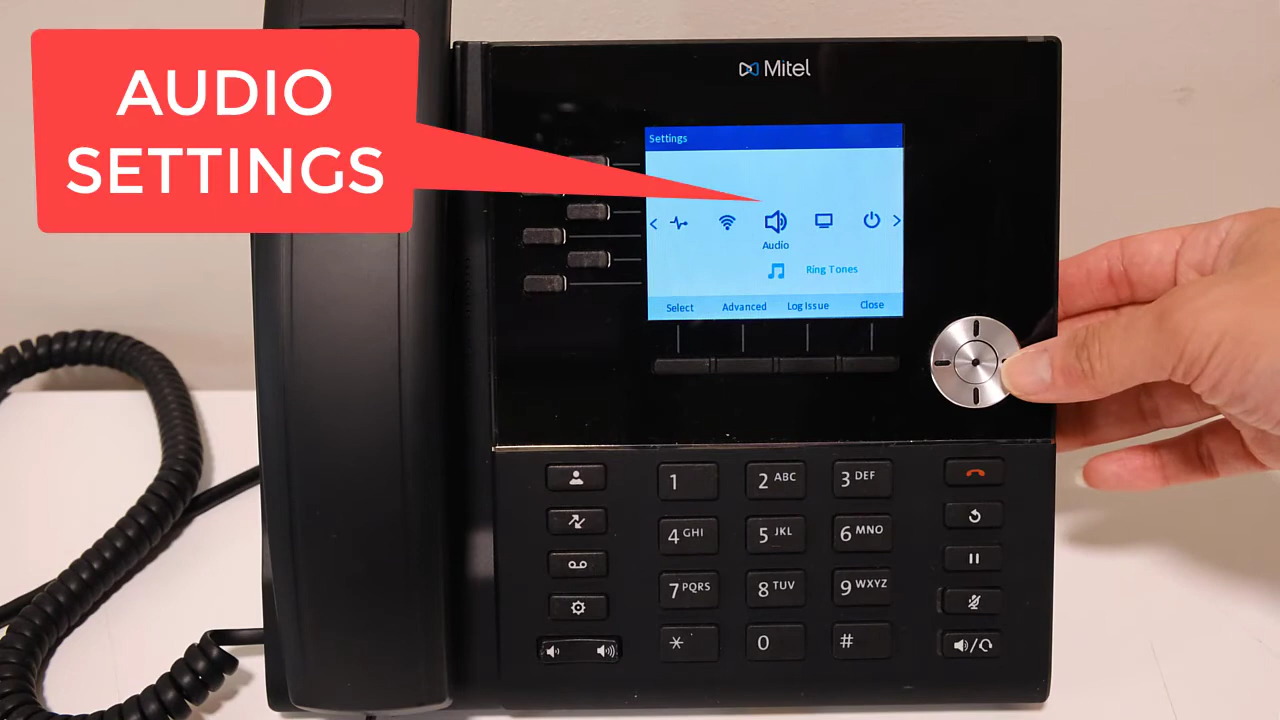 AUDIO
SETTINGS
Mitel
Settings
Audio
Ring Tones
Select Advanced Log Issue Close
1 2 ABC 3 DEF
4 GHI 5 JKL 6 MNO
7 PQRS 8 TUV 9 WXYZ
* 0 #